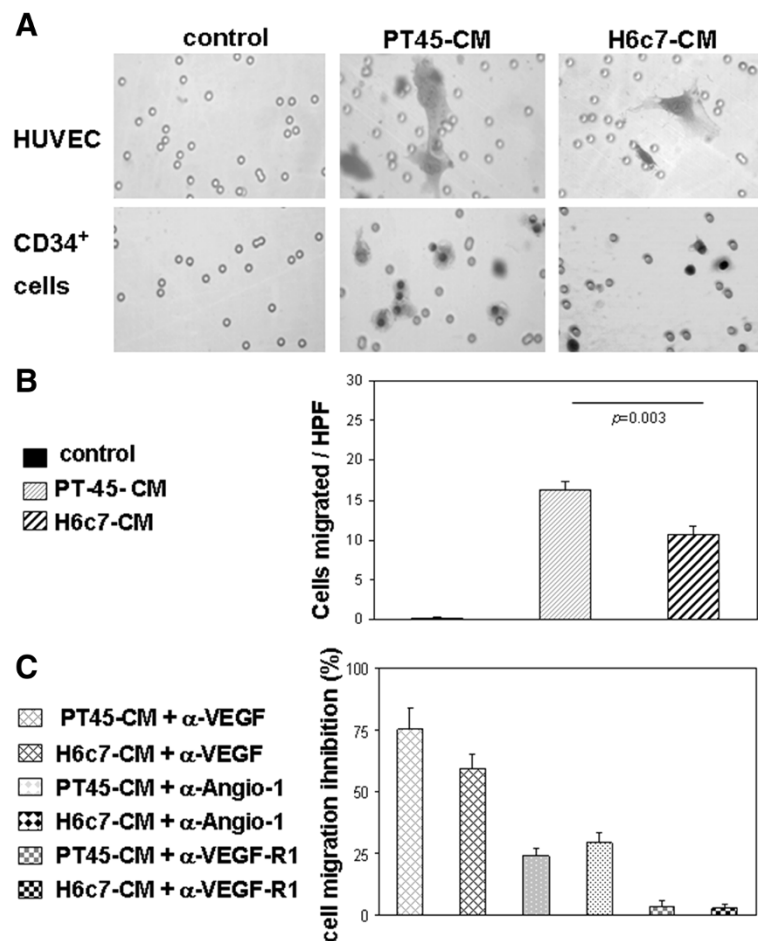 A
control PT45-CM H6c7-CM
HUVEC
CD34+
cells
B
control
PT-45-CM
H6c7-CM
Cells migrated / HPF
30
25
20
15
10
5
0
p=0.003
C
PT45-CM + α-VEGF
H6c7-CM + α-VEGF
PT45-CM + α-Angio-1
H6c7-CM + α-Angio-1
PT45-CM + α-VEGF-R1
H6c7-CM + α-VEGF-R1
cell migration ihnibition (%)
100
75
50
25
0